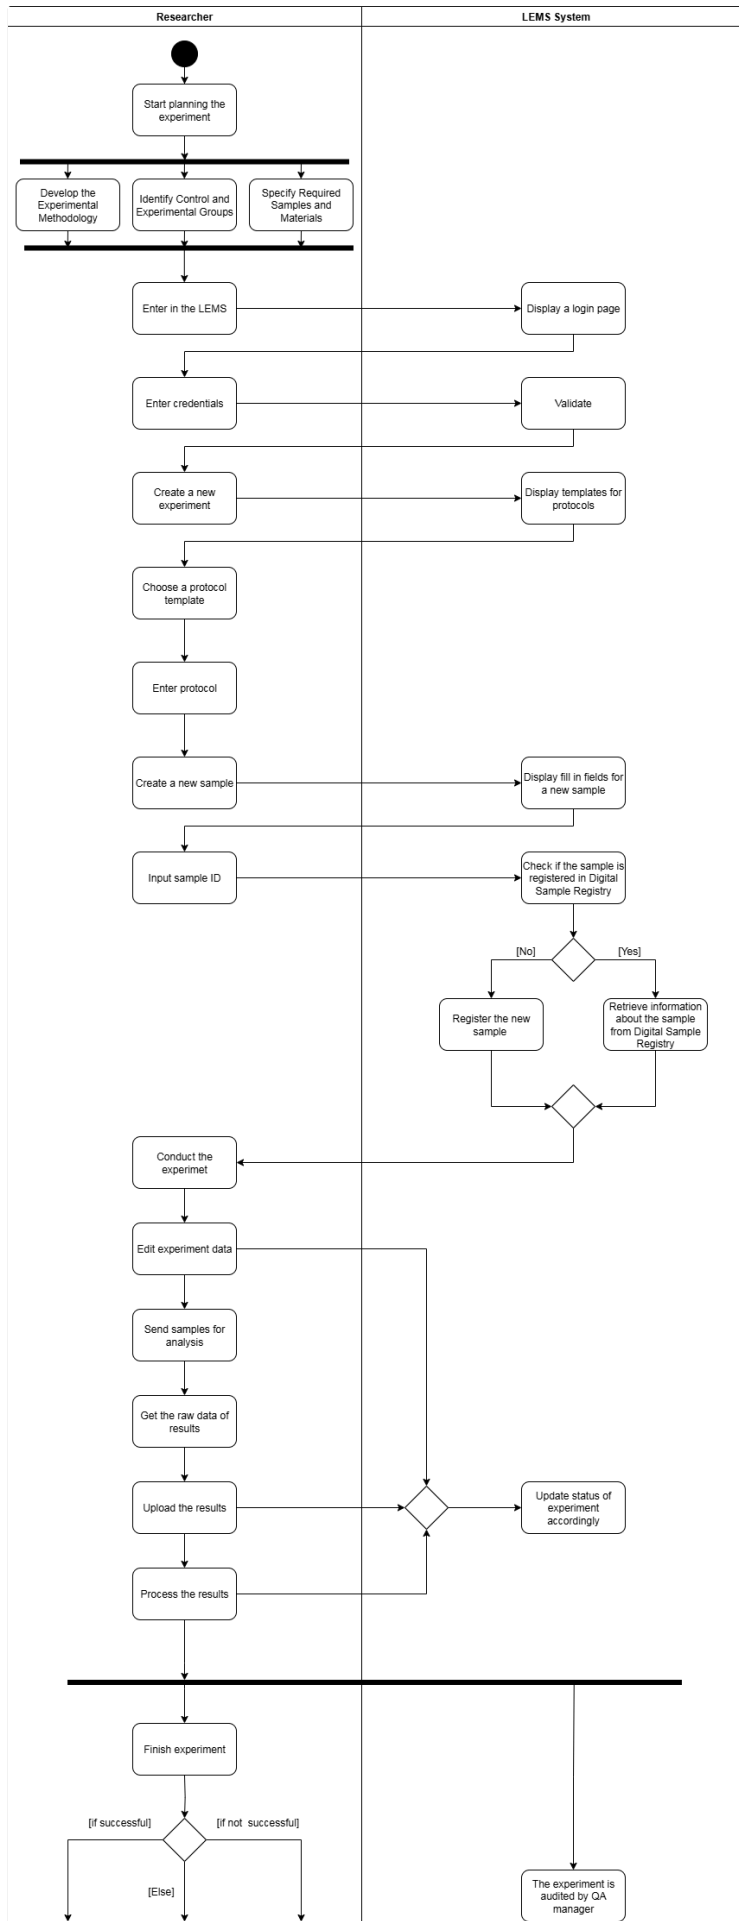 Researcher
LEMS System
Start planning the
experiment
Develop the
Experimental
Methodology
Identify Control and
Experimental Groups
Specify Required
Samples and
Materials
Enter in the LEMS
Display a login page
Enter credentials
Validate
Create a new
experiment
Display templates for
protocols
Choose a protocol
template
Enter protocol
Create a new sample
Display fill in fields for
a new sample
Input sample ID
Check if the sample is
registered in Digital
Sample Registry
[No]
[Yes]
Register the new
sample
Retrieve information
about the sample
from Digital Sample
Registry
Conduct the
experimet
Edit experiment data
Send samples for
analysis
Get the raw data of
results
Upload the results
Update status of
experiment
accordingly
Process the results
Finish experiment
[if successful]
[if not successful]
[Else]
The experiment is
audited by QA
manager